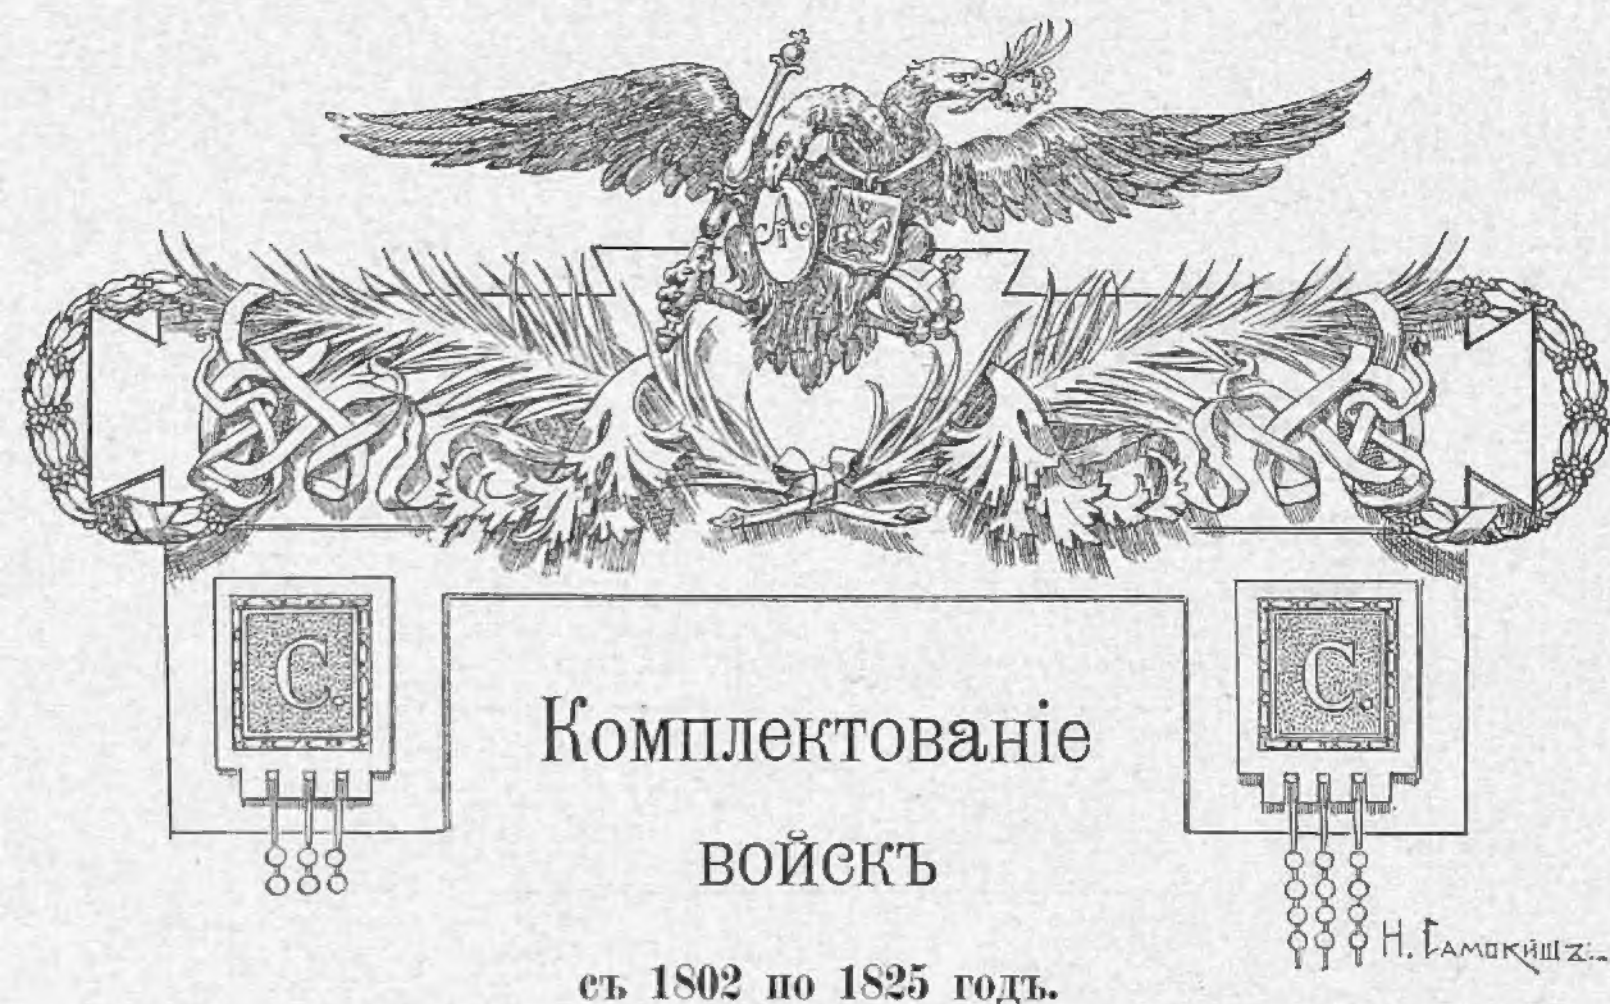 А I
С. С.
Комплектованіе
войскъ
Н. Самокишъ
съ 1802 по 1825 годъ.